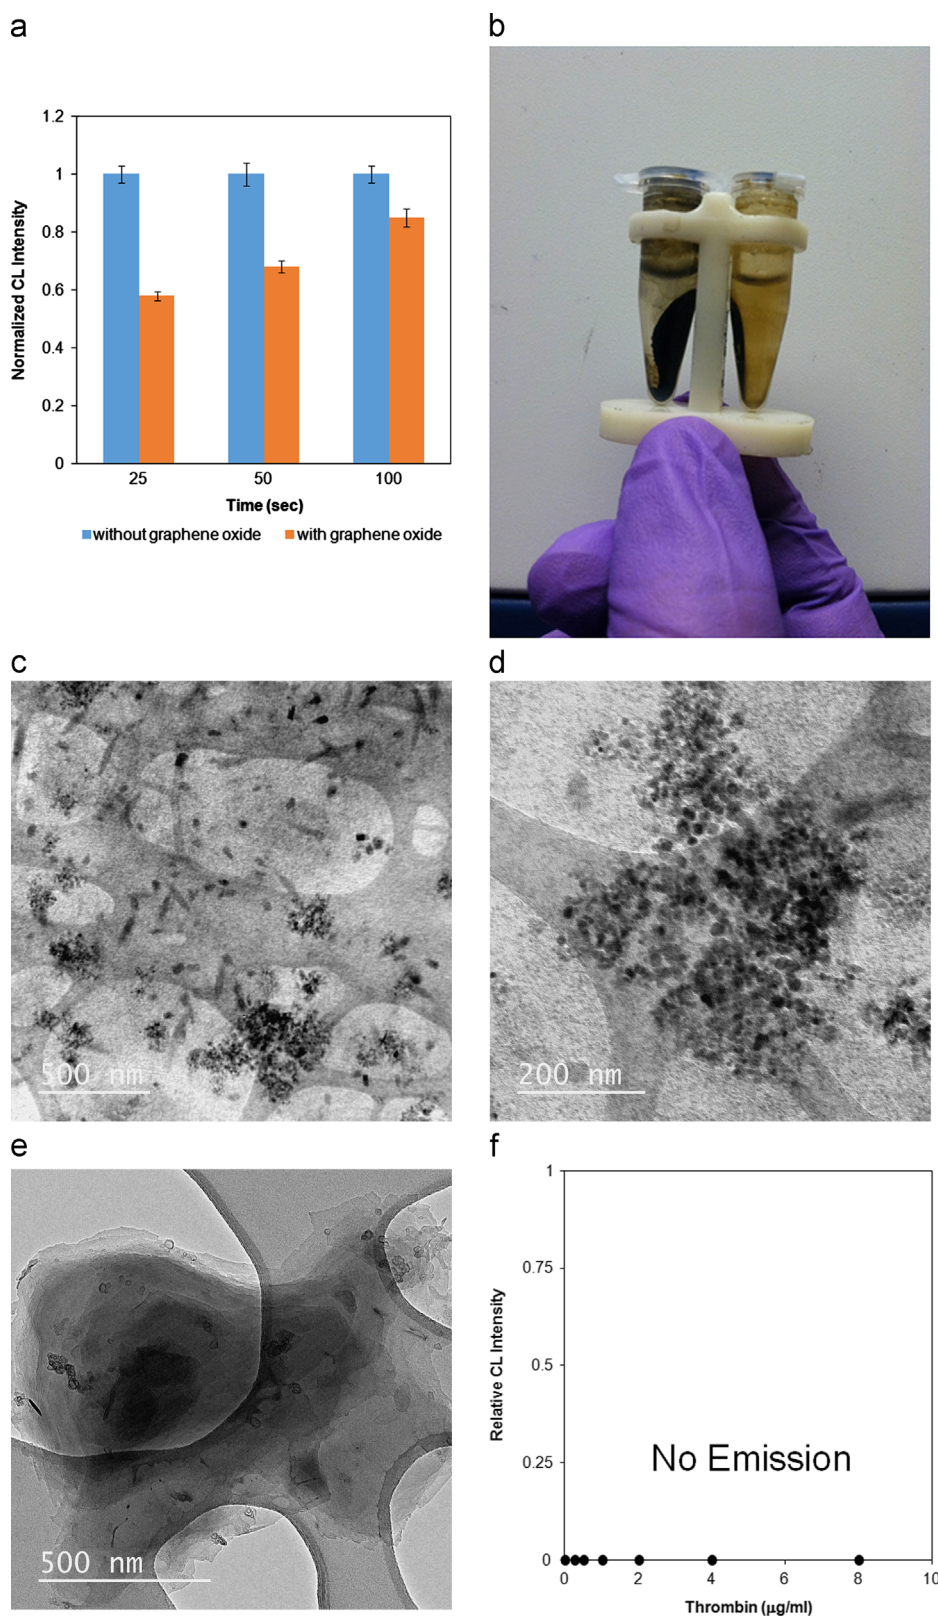 a
1.2
1
0.8
0.6
0.4
0.2
0
Normalized CL Intensity
25 50 100
Time (sec)
without graphene oxide with graphene oxide
b
c
500 nm
d
200 nm
e
500 nm
f
1
0.75
0.5
0.25
0
Relative CL Intensity
No Emission
0 2 4 6 8 10
Thrombin (µg/ml)